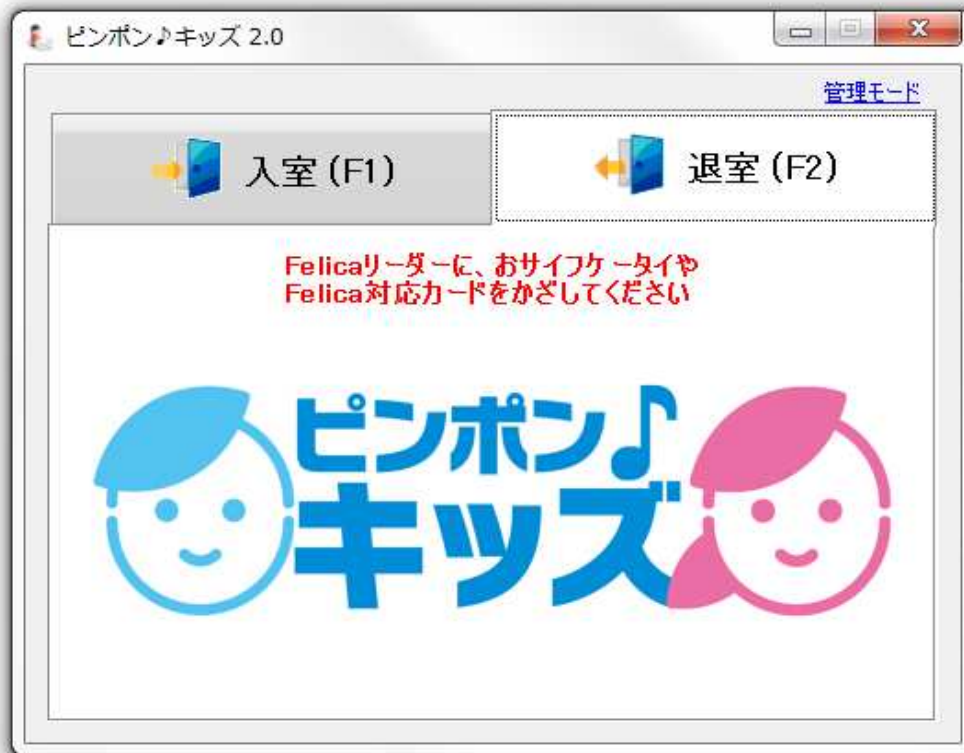 ピンポン♪キッズ 2.0
管理モード
入室 (F1)
退室 (F2)
Felicaリーダーに、おサイフケータイや
Felica対応カードをかざしてください
ピンポン♪
キッズ